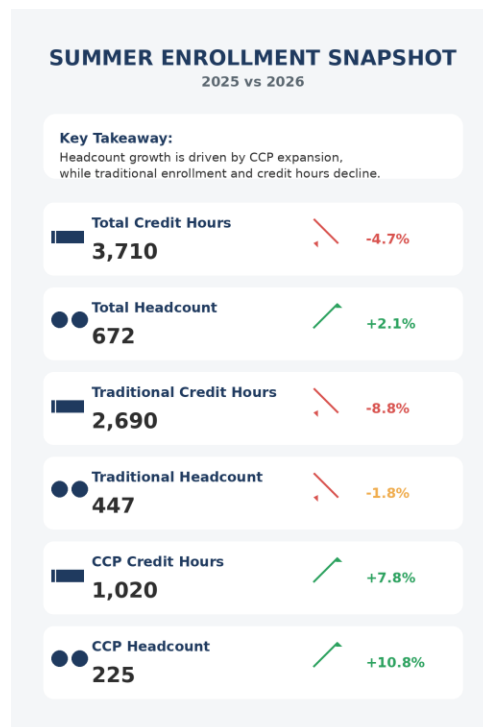 SUMMER ENROLLMENT SNAPSHOT
2025 vs 2026
Key Takeaway:
Headcount growth is driven by CCP expansion,
while traditional enrollment and credit hours decline.
Total Credit Hours
3,710
-4.7%
Total Headcount
672
+2.1%
Traditional Credit Hours
2,690
-8.8%
Traditional Headcount
447
-1.8%
CCP Credit Hours
1,020
+7.8%
CCP Headcount
225
+10.8%